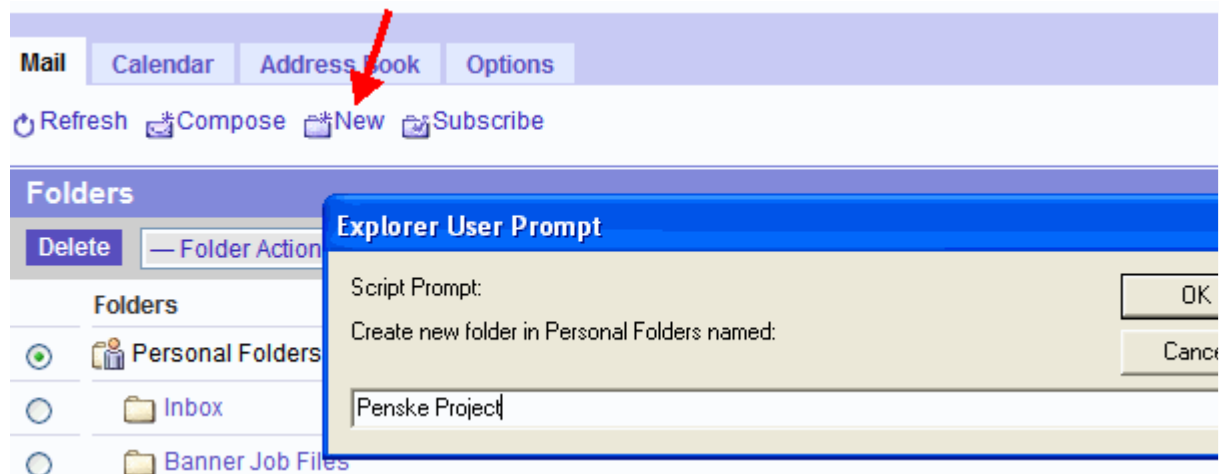 Mail Calendar Address Book Options
Refresh Compose New Subscribe
Folders
Delete — Folder Action
Explorer User Prompt
Script Prompt:
OK
Create new folder in Personal Folders named:
Cance
Penske Project
Folders
Personal Folders
Inbox
Banner Job Files